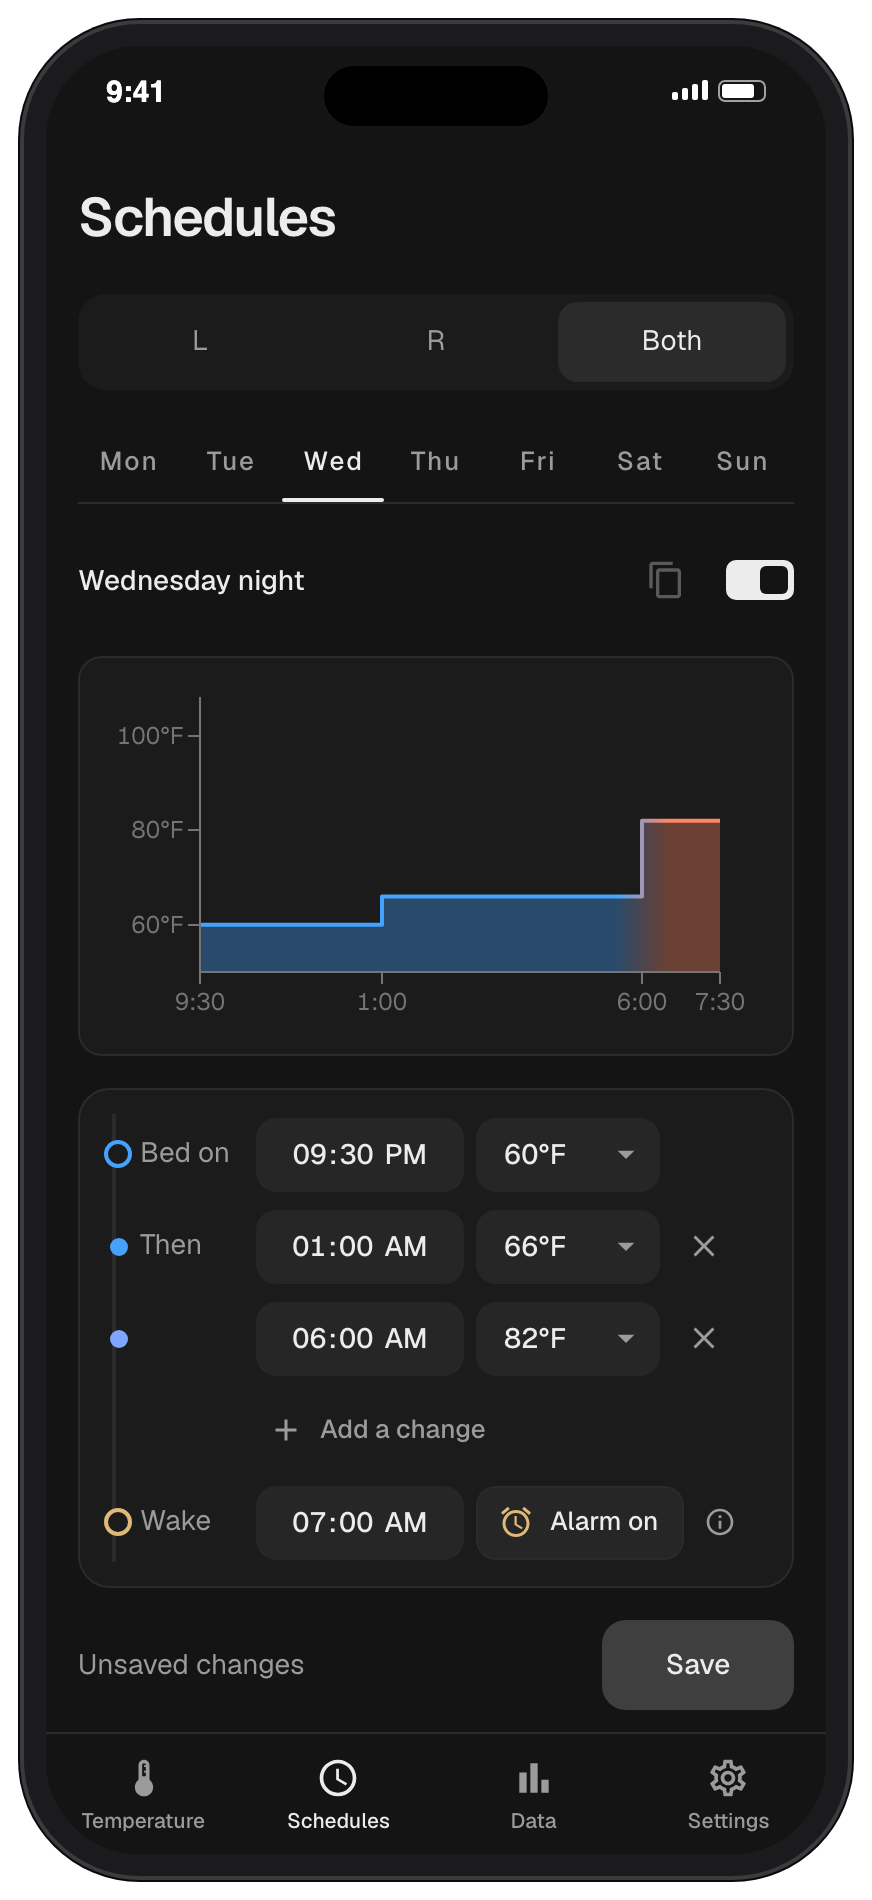 9:41
Schedules
L R Both
Mon Tue Wed Thu Fri Sat Sun
Wednesday night
100°F
80°F
60°F
9:30 1:00 6:00 7:30
Bed on 09:30 PM 60°F
Then 01:00 AM 66°F
06:00 AM 82°F
Add a change
Wake 07:00 AM Alarm on
Unsaved changes Save
Temperature Schedules Data Settings